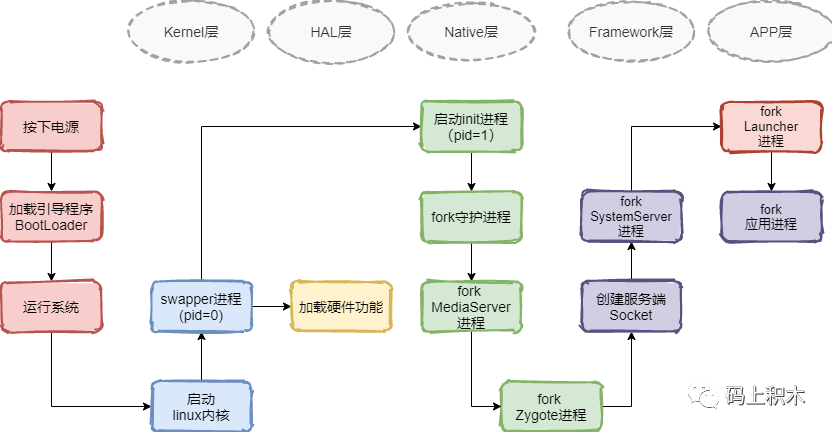 Kernel层
HAL层
Native层
Framework层
APP层
按下电源
启动init进程
（pid=1）
fork
Launcher
进程
加载引导程序
BootLoader
fork守护进程
fork
SystemServer
进程
fork
应用进程
运行系统
swapper进程
（pid=0）
加载硬件功能
fork
MediaServer
进程
创建服务端
Socket
启动
linux内核
fork
Zygote进程
码上积木